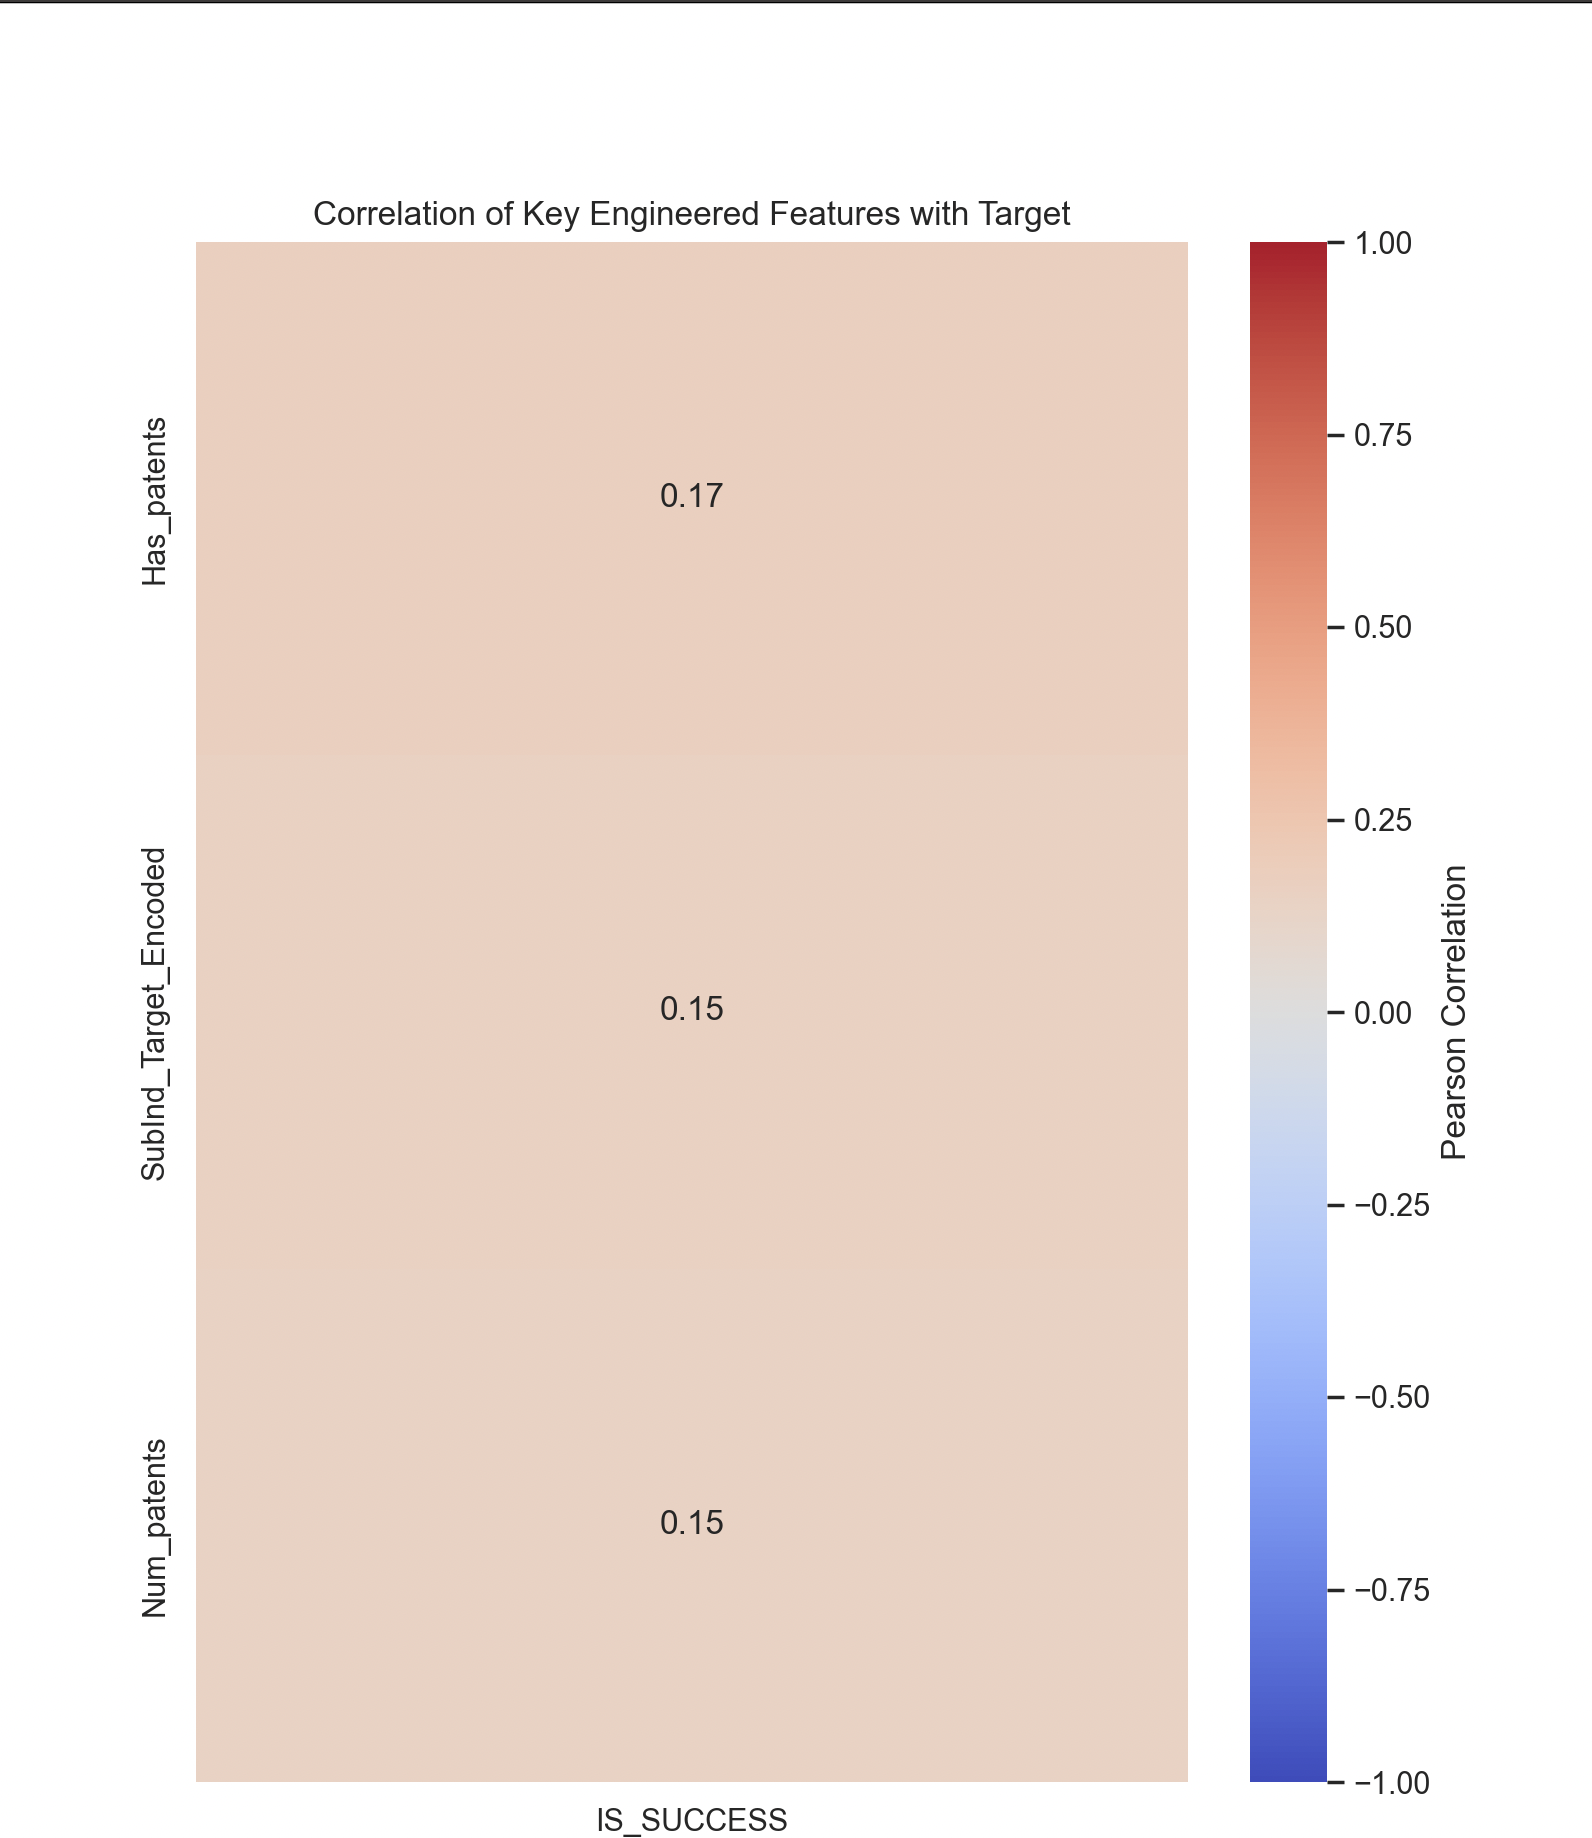 Correlation of Key Engineered Features with Target
Has_patents
0.17
SubInd_Target_Encoded
0.15
Num_patents
0.15
IS_SUCCESS
1.00
0.75
0.50
0.25
0.00
−0.25
−0.50
−0.75
−1.00
Pearson Correlation